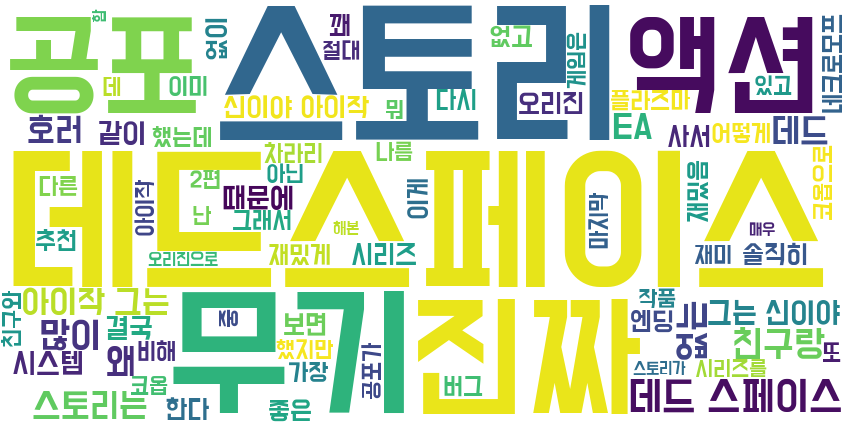 공포
스토리
액션
데드스페이스
무기
진짜
함
데
이미
없이
꽤
절대
신이야 아이작
뭐
다시
없고
오리진
게임은
플라즈마
있고
네크로모프
호러
같이
했는데
차라리
나름
EA
사서
어떻게
데드
다른
2편
아닌
때문에
이게
재밌음
코옵으로
아이작
난
그래서
해본
마지막
매우
추천
오리진으로
재밌게
시리즈
재미
솔직히
친구와
아이작 그는
많이
결국
중
보면
작품
엔딩
없는
그는 신이야
시스템
왜
비해
했지만
가장
공포가
친구랑
또
코옵
버그
스토리가
시리즈를
스토리는
한다
좋은
데드 스페이스